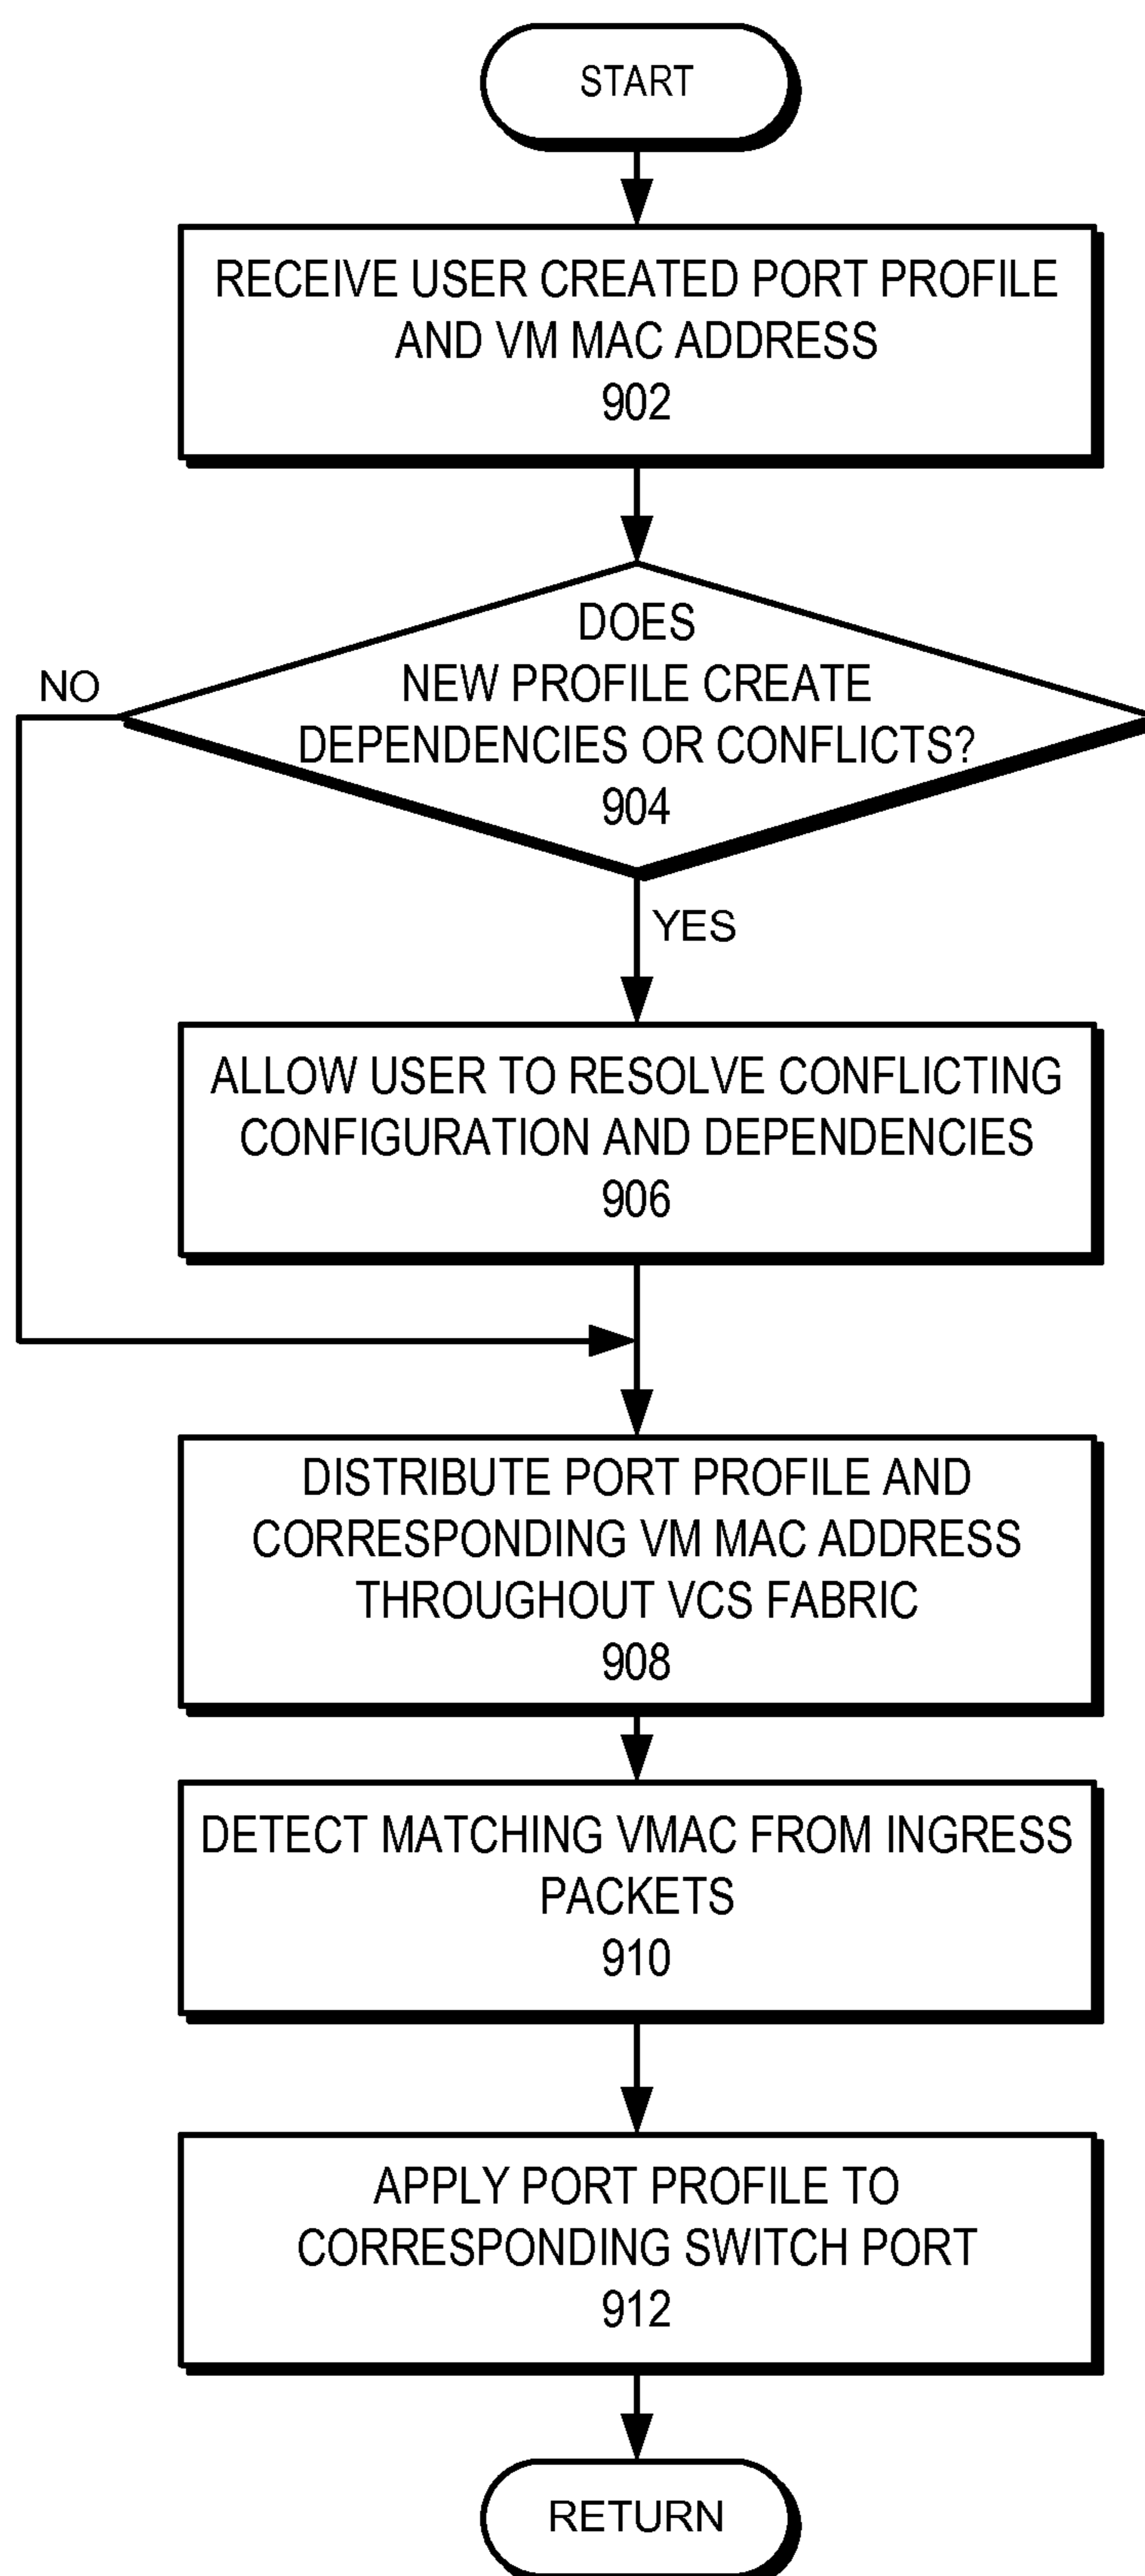 START
RECEIVE USER CREATED PORT PROFILE
AND VM MAC ADDRESS
902
DOES
NEW PROFILE CREATE
DEPENDENCIES OR CONFLICTS?
904
NO
YES
ALLOW USER TO RESOLVE CONFLICTING
CONFIGURATION AND DEPENDENCIES
906
DISTRIBUTE PORT PROFILE AND
CORRESPONDING VM MAC ADDRESS
THROUGHOUT VCS FABRIC
908
DETECT MATCHING VMAC FROM INGRESS
PACKETS
910
APPLY PORT PROFILE TO
CORRESPONDING SWITCH PORT
912
RETURN